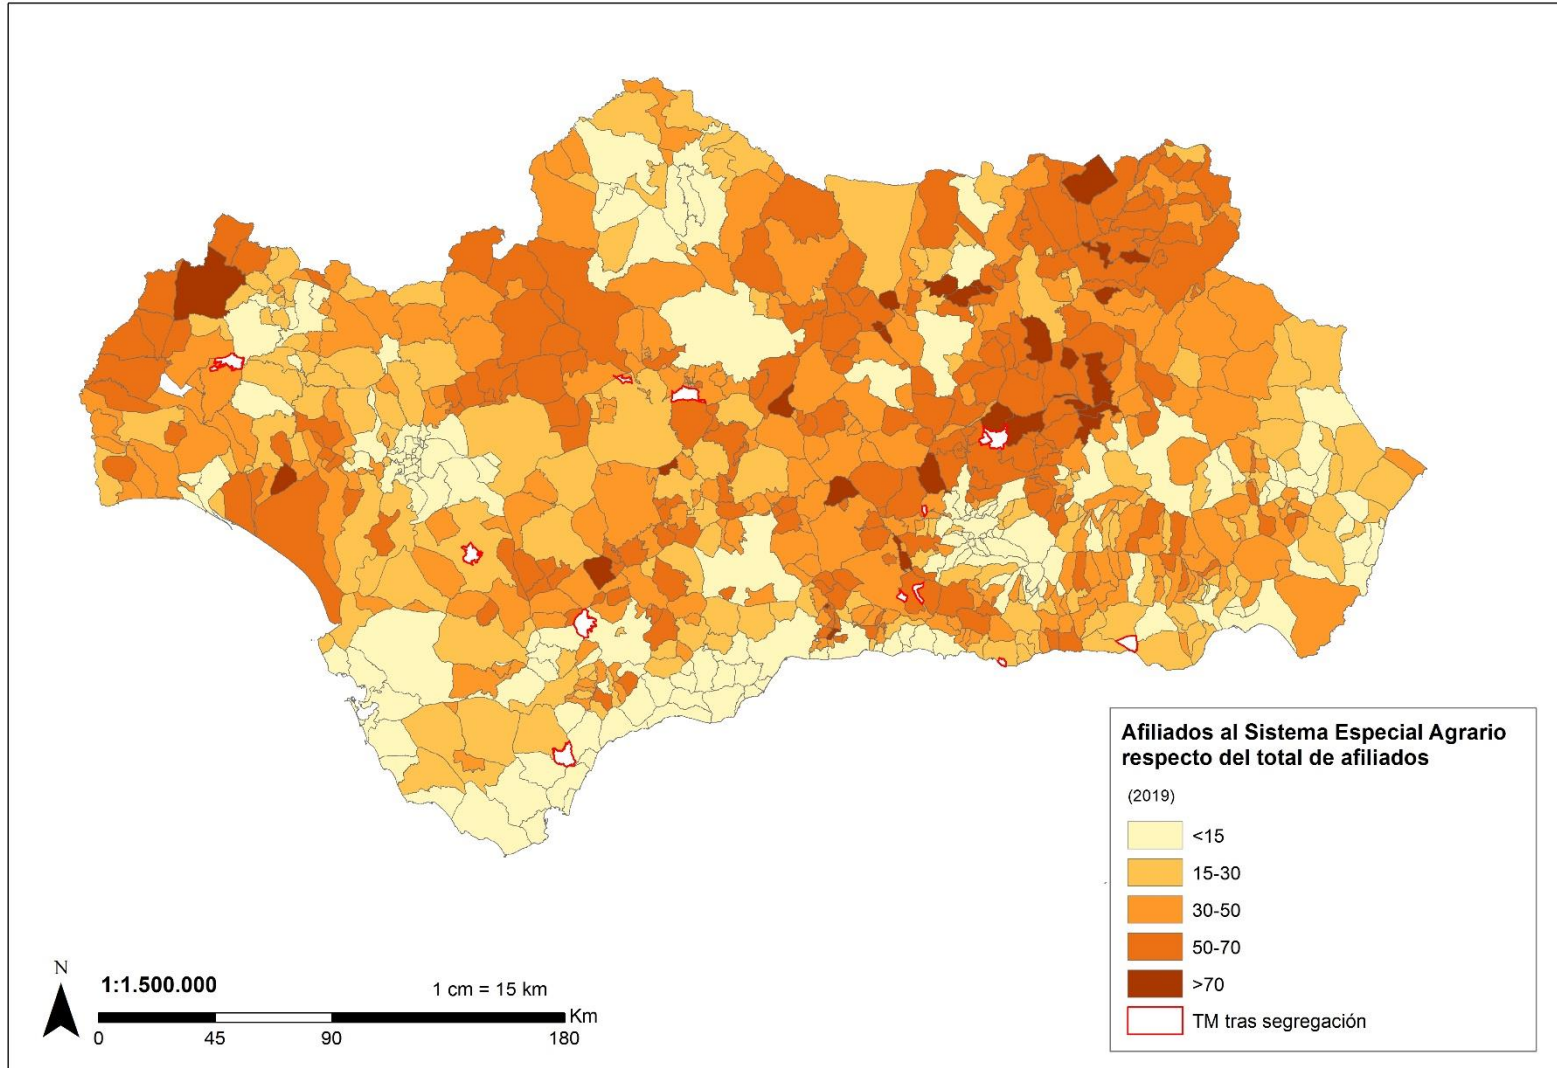 Afiliados al Sistema Especial Agrario
respecto del total de afiliados
(2019)
<15
15-30
30-50
50-70
>70
TM tras segregación
N
1:1.500.000
1 cm = 15 km
Km
0 45 90 180